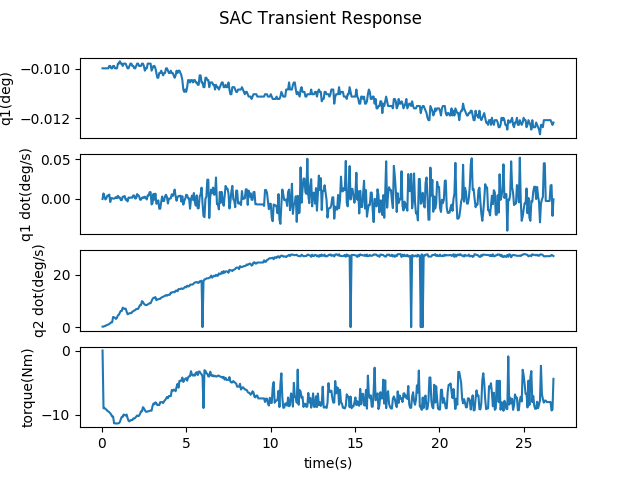 SAC Transient Response
−0.010
−0.012
q1(deg)
0.05
0.00
q1 dot(deg/s)
20
0
q2 dot(deg/s)
0
−10
torque(Nm)
0 5 10 15 20 25
time(s)